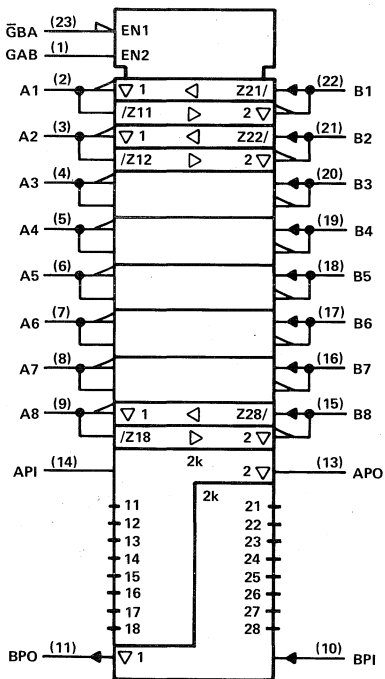 G̅BA (23) EN1
GAB (1) EN2
A1 (2) ▽ 1 ◁ Z21/ (22) B1
/Z11 ▷ 2 ▽
A2 (3) ▽ 1 ◁ Z22/ (21) B2
/Z12 ▷ 2 ▽
A3 (4) (20) B3
A4 (5) (19) B4
A5 (6) (18) B5
A6 (7) (17) B6
A7 (8) (16) B7
A8 (9) ▽ 1 ◁ Z28/ (15) B8
/Z18 ▷ 2 ▽
2k
API (14) 2 ▽ (13) APO
2k
11 21
12 22
13 23
14 24
15 25
16 26
17 27
18 28
BPO (11) ▽ 1 (10) BPI